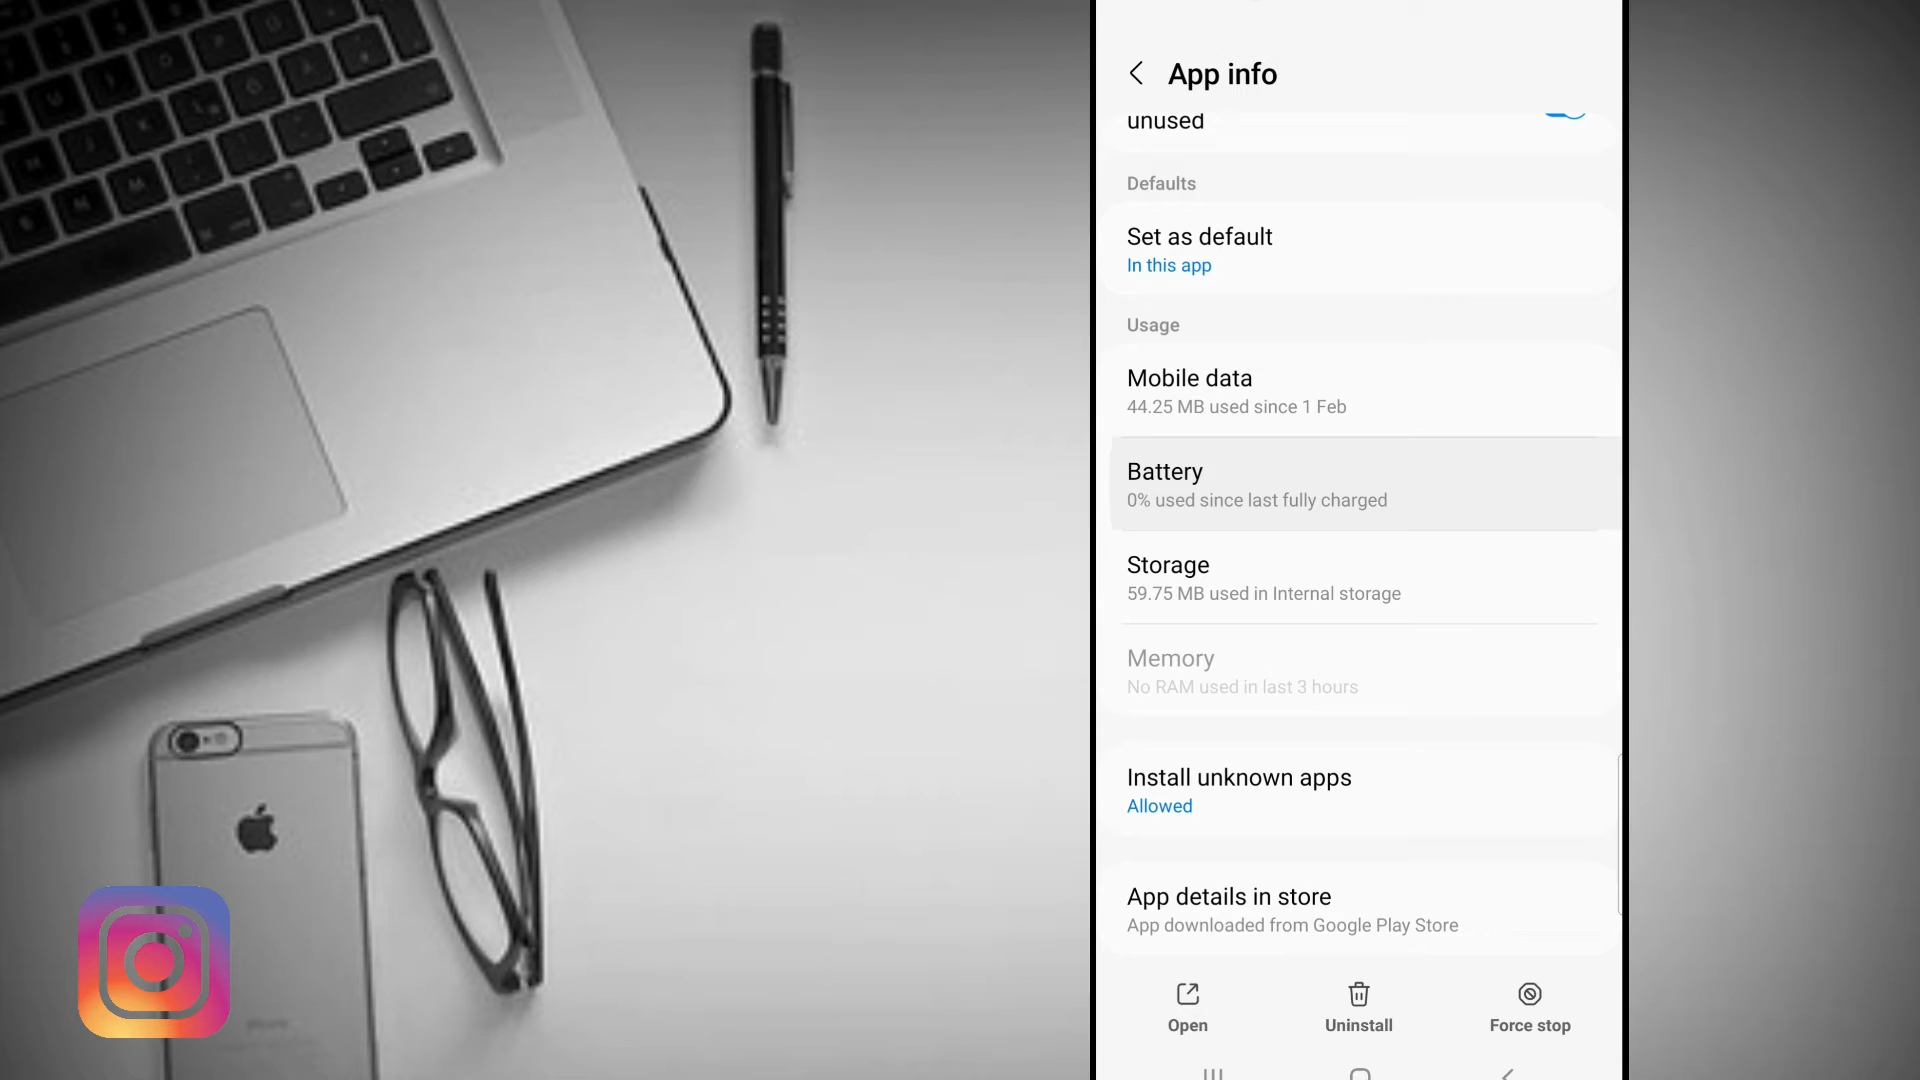 App info
unused
Defaults
Set as default
In this app
Usage
Mobile data
44.25 MB used since 1 Feb
Battery
0% used since last fully charged
Storage
59.75 MB used in Internal storage
Memory
No RAM used in last 3 hours
Install unknown apps
Allowed
App details in store
App downloaded from Google Play Store
Open
Uninstall
Force stop